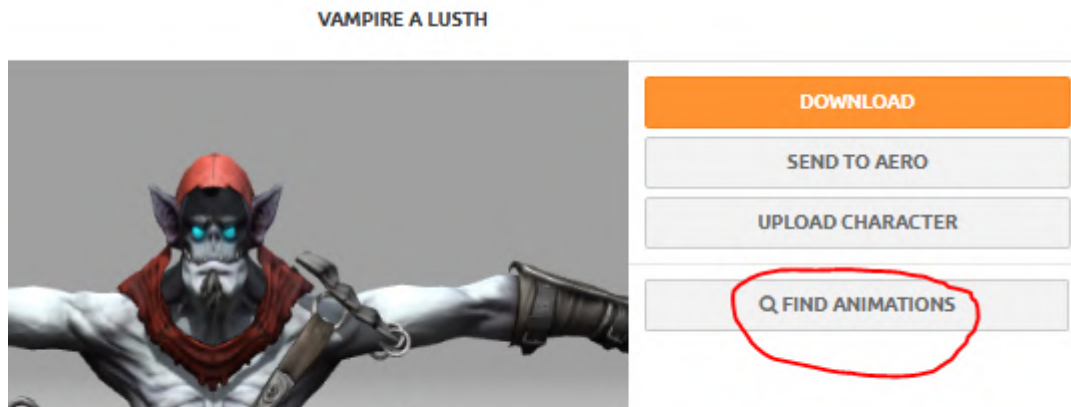 VAMPIRE A LUSTH
DOWNLOAD
SEND TO AERO
UPLOAD CHARACTER
FIND ANIMATIONS